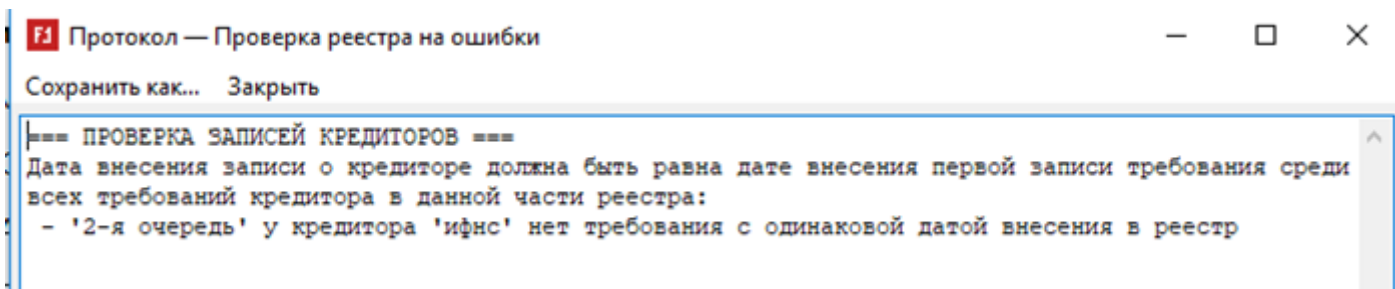 Протокол — Проверка реестра на ошибки
Сохранить как... Закрыть
=== ПРОВЕРКА ЗАПИСЕЙ КРЕДИТОРОВ ===
Дата внесения записи о кредиторе должна быть равна дате внесения первой записи требования среди
всех требований кредитора в данной части реестра:
- '2-я очередь' у кредитора 'ифнс' нет требования с одинаковой датой внесения в реестр